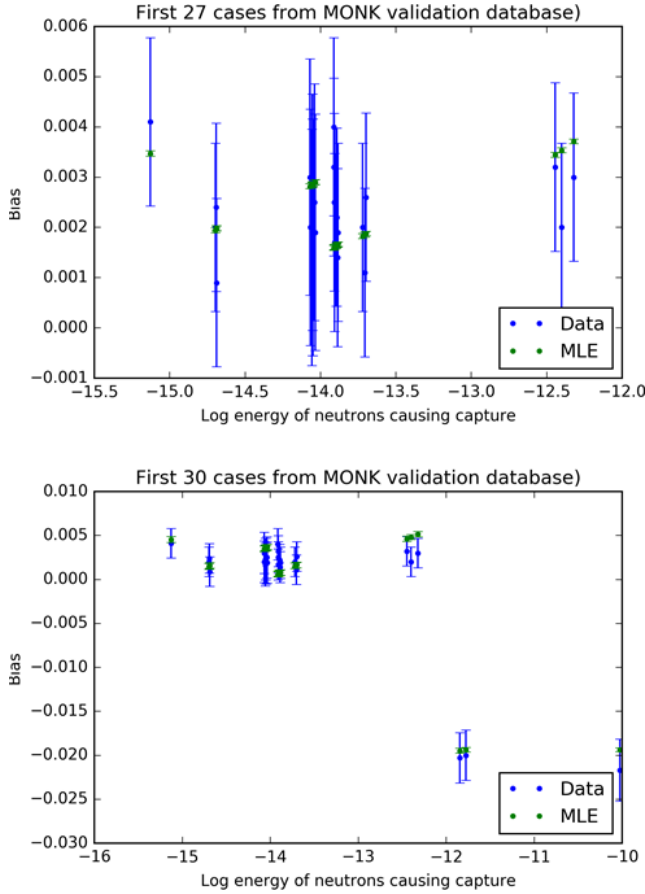 First 27 cases from MONK validation database)
0.006
0.005
0.004
0.003
0.002
0.001
0.000
−0.001
Bias
Data
MLE
−15.5 −15.0 −14.5 −14.0 −13.5 −13.0 −12.5 −12.0
Log energy of neutrons causing capture
First 30 cases from MONK validation database)
0.010
0.005
0.000
−0.005
−0.010
−0.015
−0.020
−0.025
−0.030
Bias
Data
MLE
−16 −15 −14 −13 −12 −11 −10
Log energy of neutrons causing capture